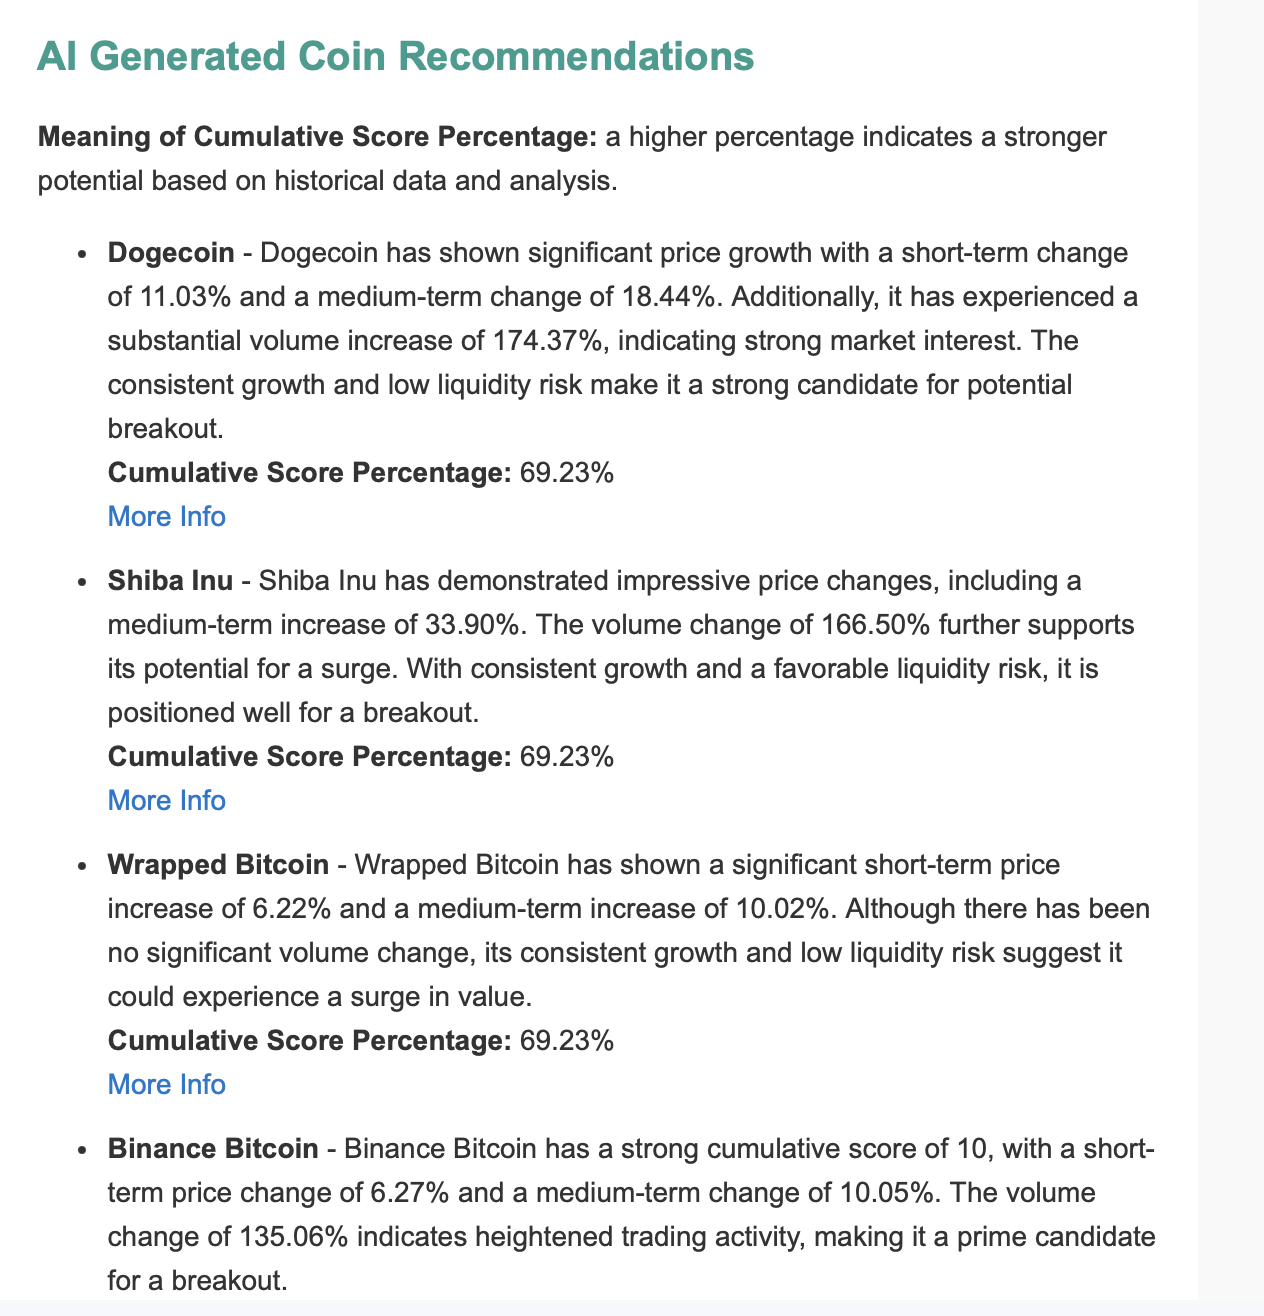 AI Generated Coin Recommendations
Meaning of Cumulative Score Percentage: a higher percentage indicates a stronger
potential based on historical data and analysis.
• Dogecoin - Dogecoin has shown significant price growth with a short-term change
of 11.03% and a medium-term change of 18.44%. Additionally, it has experienced a
substantial volume increase of 174.37%, indicating strong market interest. The
consistent growth and low liquidity risk make it a strong candidate for potential
breakout.
Cumulative Score Percentage: 69.23%
More Info
• Shiba Inu - Shiba Inu has demonstrated impressive price changes, including a
medium-term increase of 33.90%. The volume change of 166.50% further supports
its potential for a surge. With consistent growth and a favorable liquidity risk, it is
positioned well for a breakout.
Cumulative Score Percentage: 69.23%
More Info
• Wrapped Bitcoin - Wrapped Bitcoin has shown a significant short-term price
increase of 6.22% and a medium-term increase of 10.02%. Although there has been
no significant volume change, its consistent growth and low liquidity risk suggest it
could experience a surge in value.
Cumulative Score Percentage: 69.23%
More Info
• Binance Bitcoin - Binance Bitcoin has a strong cumulative score of 10, with a short-
term price change of 6.27% and a medium-term change of 10.05%. The volume
change of 135.06% indicates heightened trading activity, making it a prime candidate
for a breakout.